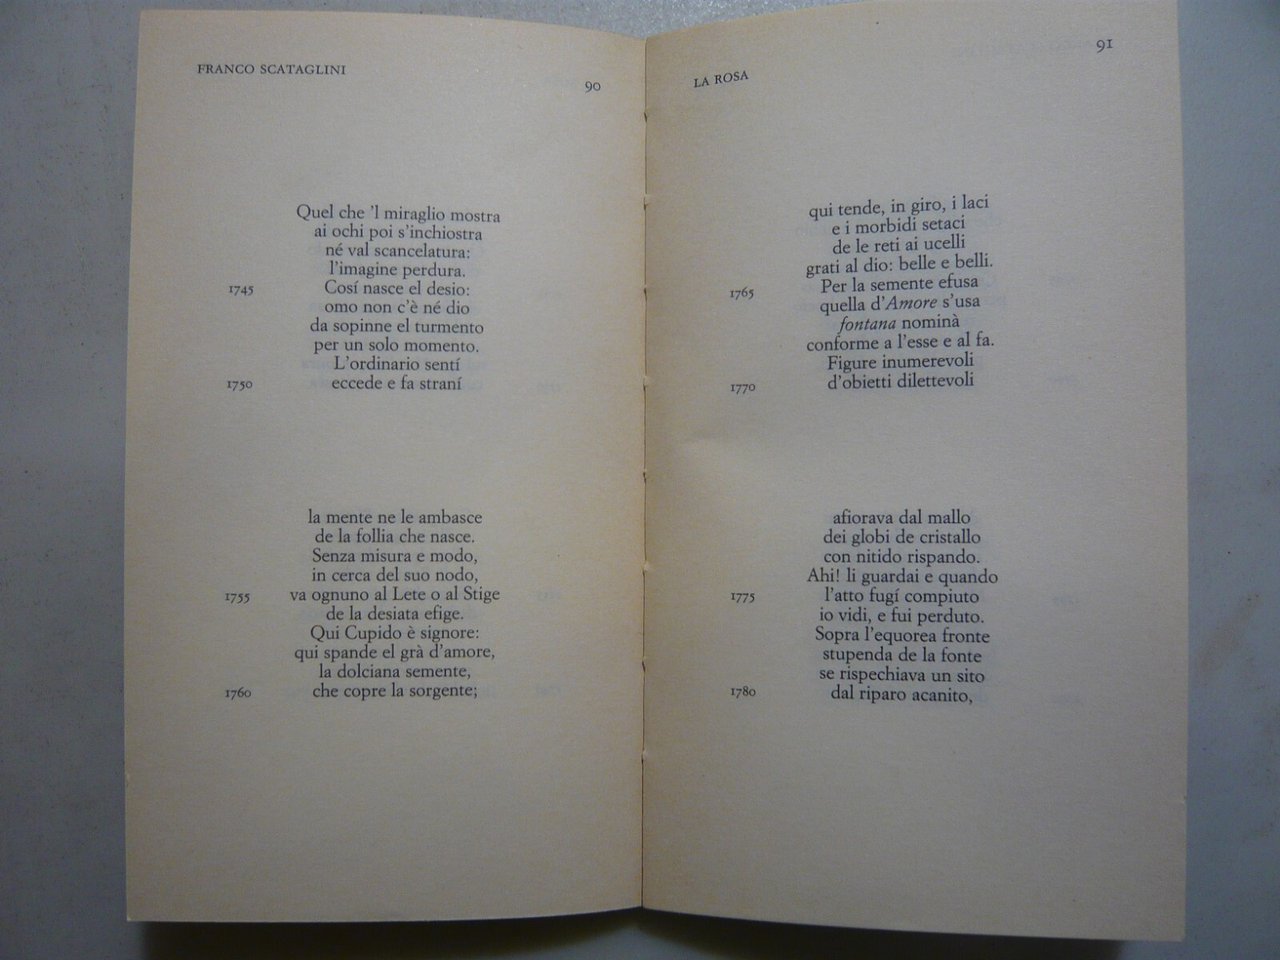 FRANCO SCATAGLINI
90
Quel che 'l miraglio mostra
ai ochi poi s'inchiostra
né val scancelatura:
l'imagine perdura.
1745 Cosí nasce el desio:
omo non c'è né dio
da sopinne el turmento
per un solo momento.
L'ordinario sentí
1750 eccede e fa straní
la mente ne le ambasce
de la follia che nasce.
Senza misura e modo,
in cerca del suo nodo,
1755 va ognuno al Lete o al Stige
de la desiata efige.
Qui Cupido è signore:
qui spande el grà d'amore,
la dolciana semente,
1760 che copre la sorgente;
LA ROSA
91
qui tende, in giro, i laci
e i morbidi setaci
de le reti ai ucelli
grati al dio: belle e belli.
1765 Per la semente efusa
quella d'Amore s'usa
fontana nominà
conforme a l'esse e al fa.
Figure inumerevoli
1770 d'obietti dilettevoli
afiorava dal mallo
dei globi de cristallo
con nitido rispando.
Ahi! li guardai e quando
1775 l'atto fugí compiuto
io vidi, e fui perduto.
Sopra l'equorea fronte
stupenda de la fonte
se rispechiava un sito
1780 dal riparo acanito,